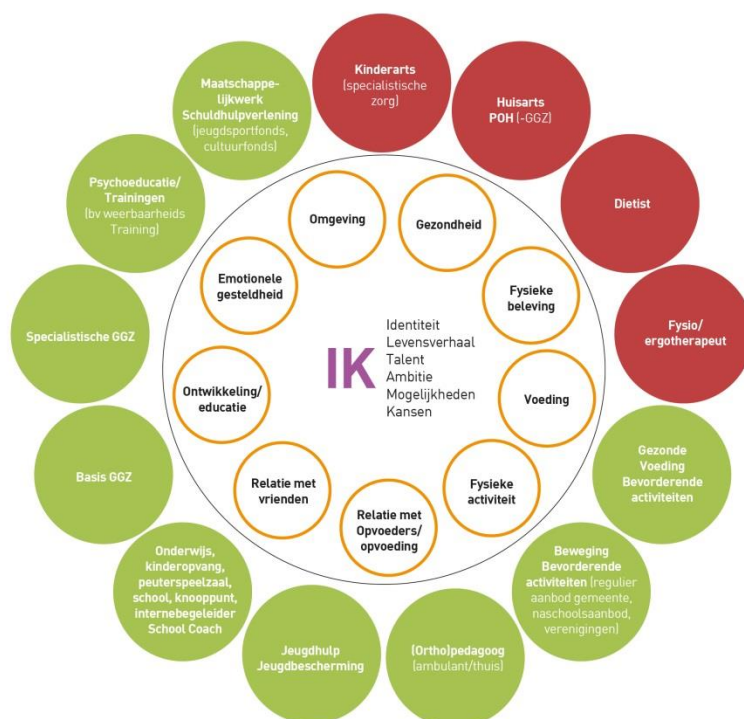 Kinderarts
(specialistische
zorg)
Huisarts
POH (-GGZ)
Dietist
Fysio/
ergotherapeut
Gezonde
Voeding
Bevorderende
activiteiten
Beweging
Bevorderende
activiteiten (regulier
aanbod gemeente,
naschoolsaanbod,
verenigingen)
(Ortho)pedagoog
(ambulant/thuis)
Jeugdhulp
Jeugdbescherming
Onderwijs,
kinderopvang,
peuterspeelzaal,
school, knooppunt,
internebegeleider
School Coach
Basis GGZ
Specialistische GGZ
Psychoeducatie/
Trainingen
(bv weerbaarheids
Training)
Maatschappe-
lijkwerk
Schuldhulpverlening
(jeugdsportfonds,
cultuurfonds)
Omgeving
Gezondheid
Fysieke
beleving
Voeding
Fysieke
activiteit
Relatie met
Opvoeders/
opvoeding
Relatie met
vrienden
Ontwikkeling/
educatie
Emotionele
gesteldheid
IK
Identiteit
Levensverhaal
Talent
Ambitie
Mogelijkheden
Kansen